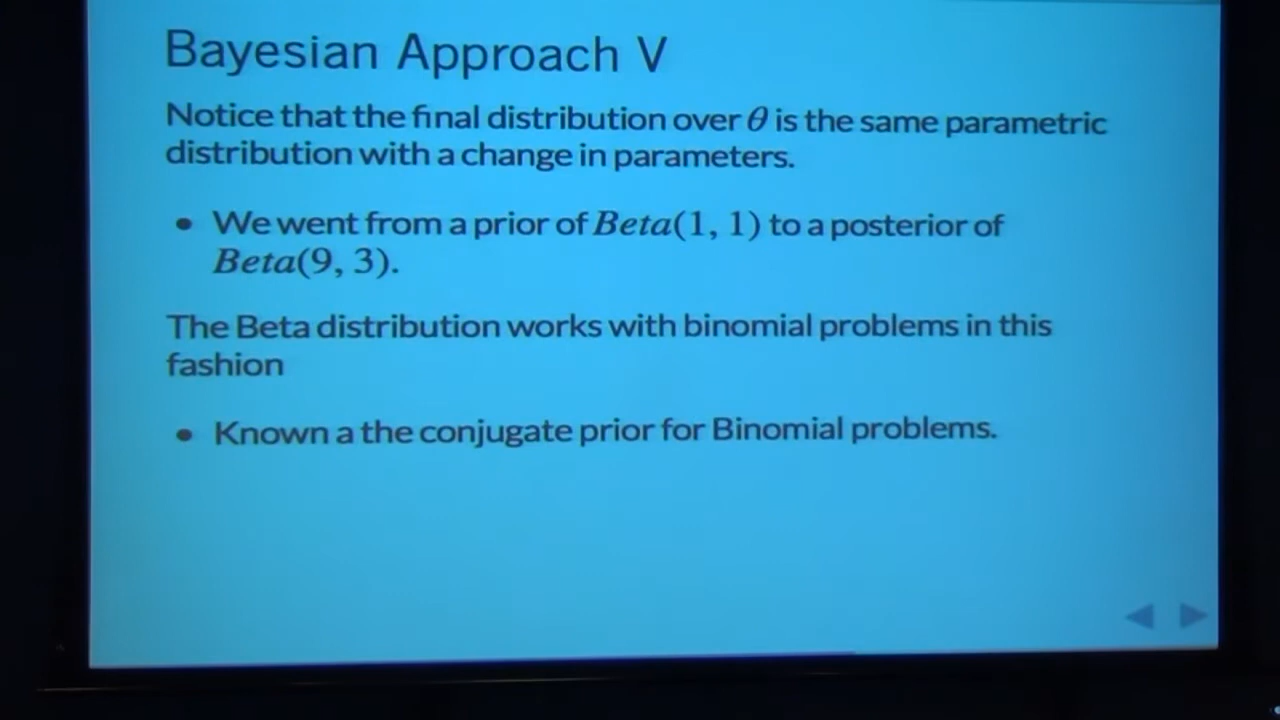 Bayesian Approach V
Notice that the final distribution over θ is the same parametric
distribution with a change in parameters.
• We went from a prior of Beta(1, 1) to a posterior of
Beta(9, 3).
The Beta distribution works with binomial problems in this
fashion
• Known a the conjugate prior for Binomial problems.